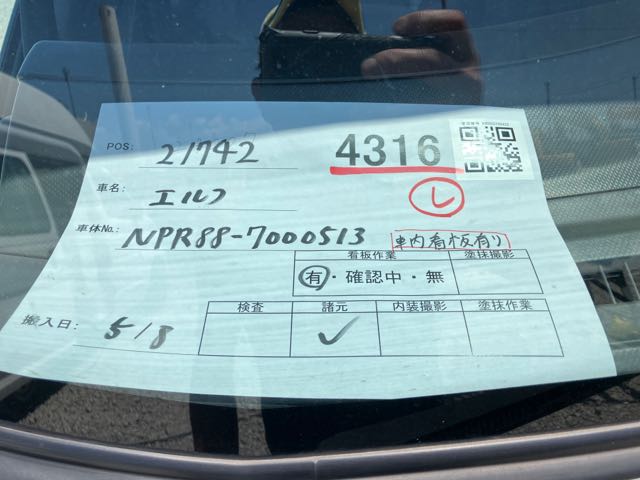 POS: 21742
4316
車名: エルフ
レ
車体No.: NPR88-7000513
車内看板有り
看板作業 塗抹撮影
有・確認中・無
検査 諸元 内装撮影 塗抹作業
搬入日: 5/8 ✓